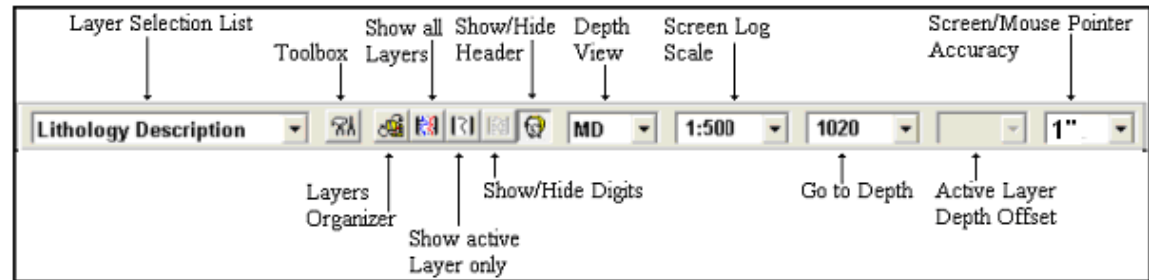 Layer Selection List
Toolbox
Show all
Layers
Show/Hide
Header
Depth
View
Screen Log
Scale
Screen/Mouse Pointer
Accuracy
Lithology Description
MD
1:500
1020
1"
Layers
Organizer
Show active
Layer only
Show/Hide Digits
Go to Depth
Active Layer
Depth Offset